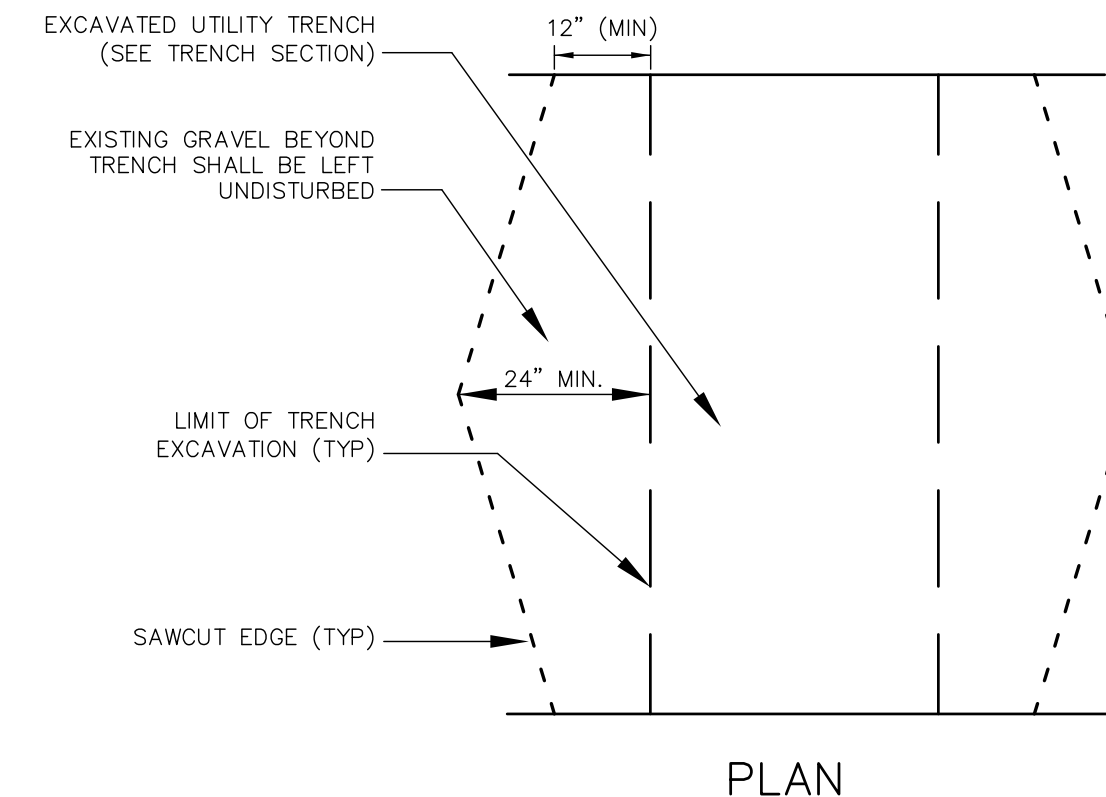 EXCAVATED UTILITY TRENCH
(SEE TRENCH SECTION)
12” (MIN)
EXISTING GRAVEL BEYOND
TRENCH SHALL BE LEFT
UNDISTURBED
24” MIN.
LIMIT OF TRENCH
EXCAVATION (TYP)
SAWCUT EDGE (TYP)
PLAN